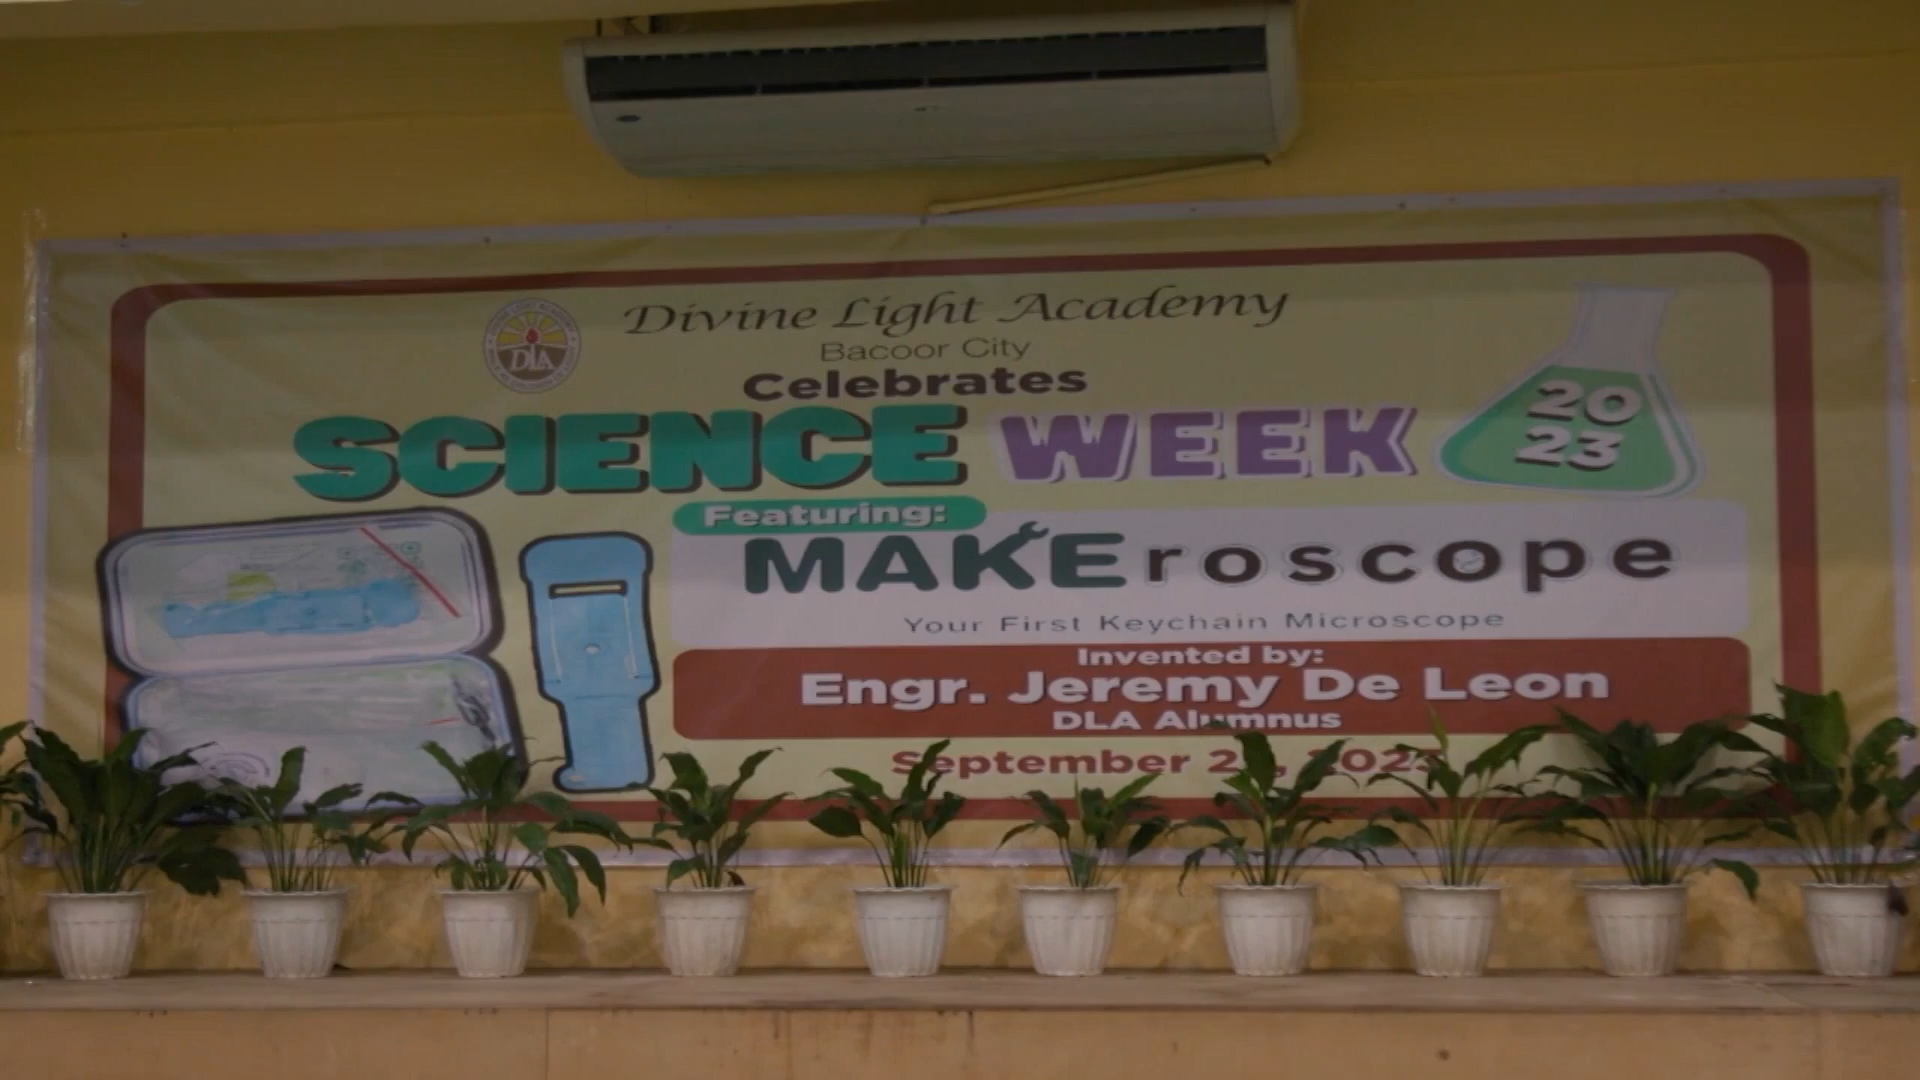 Divine Light Academy
Bacoor City
Celebrates
SCIENCE WEEK
20
23
DLA
Featuring:
MAKEroscope
Your First Keychain Microscope
Invented by:
Engr. Jeremy De Leon
DLA Alumnus
September